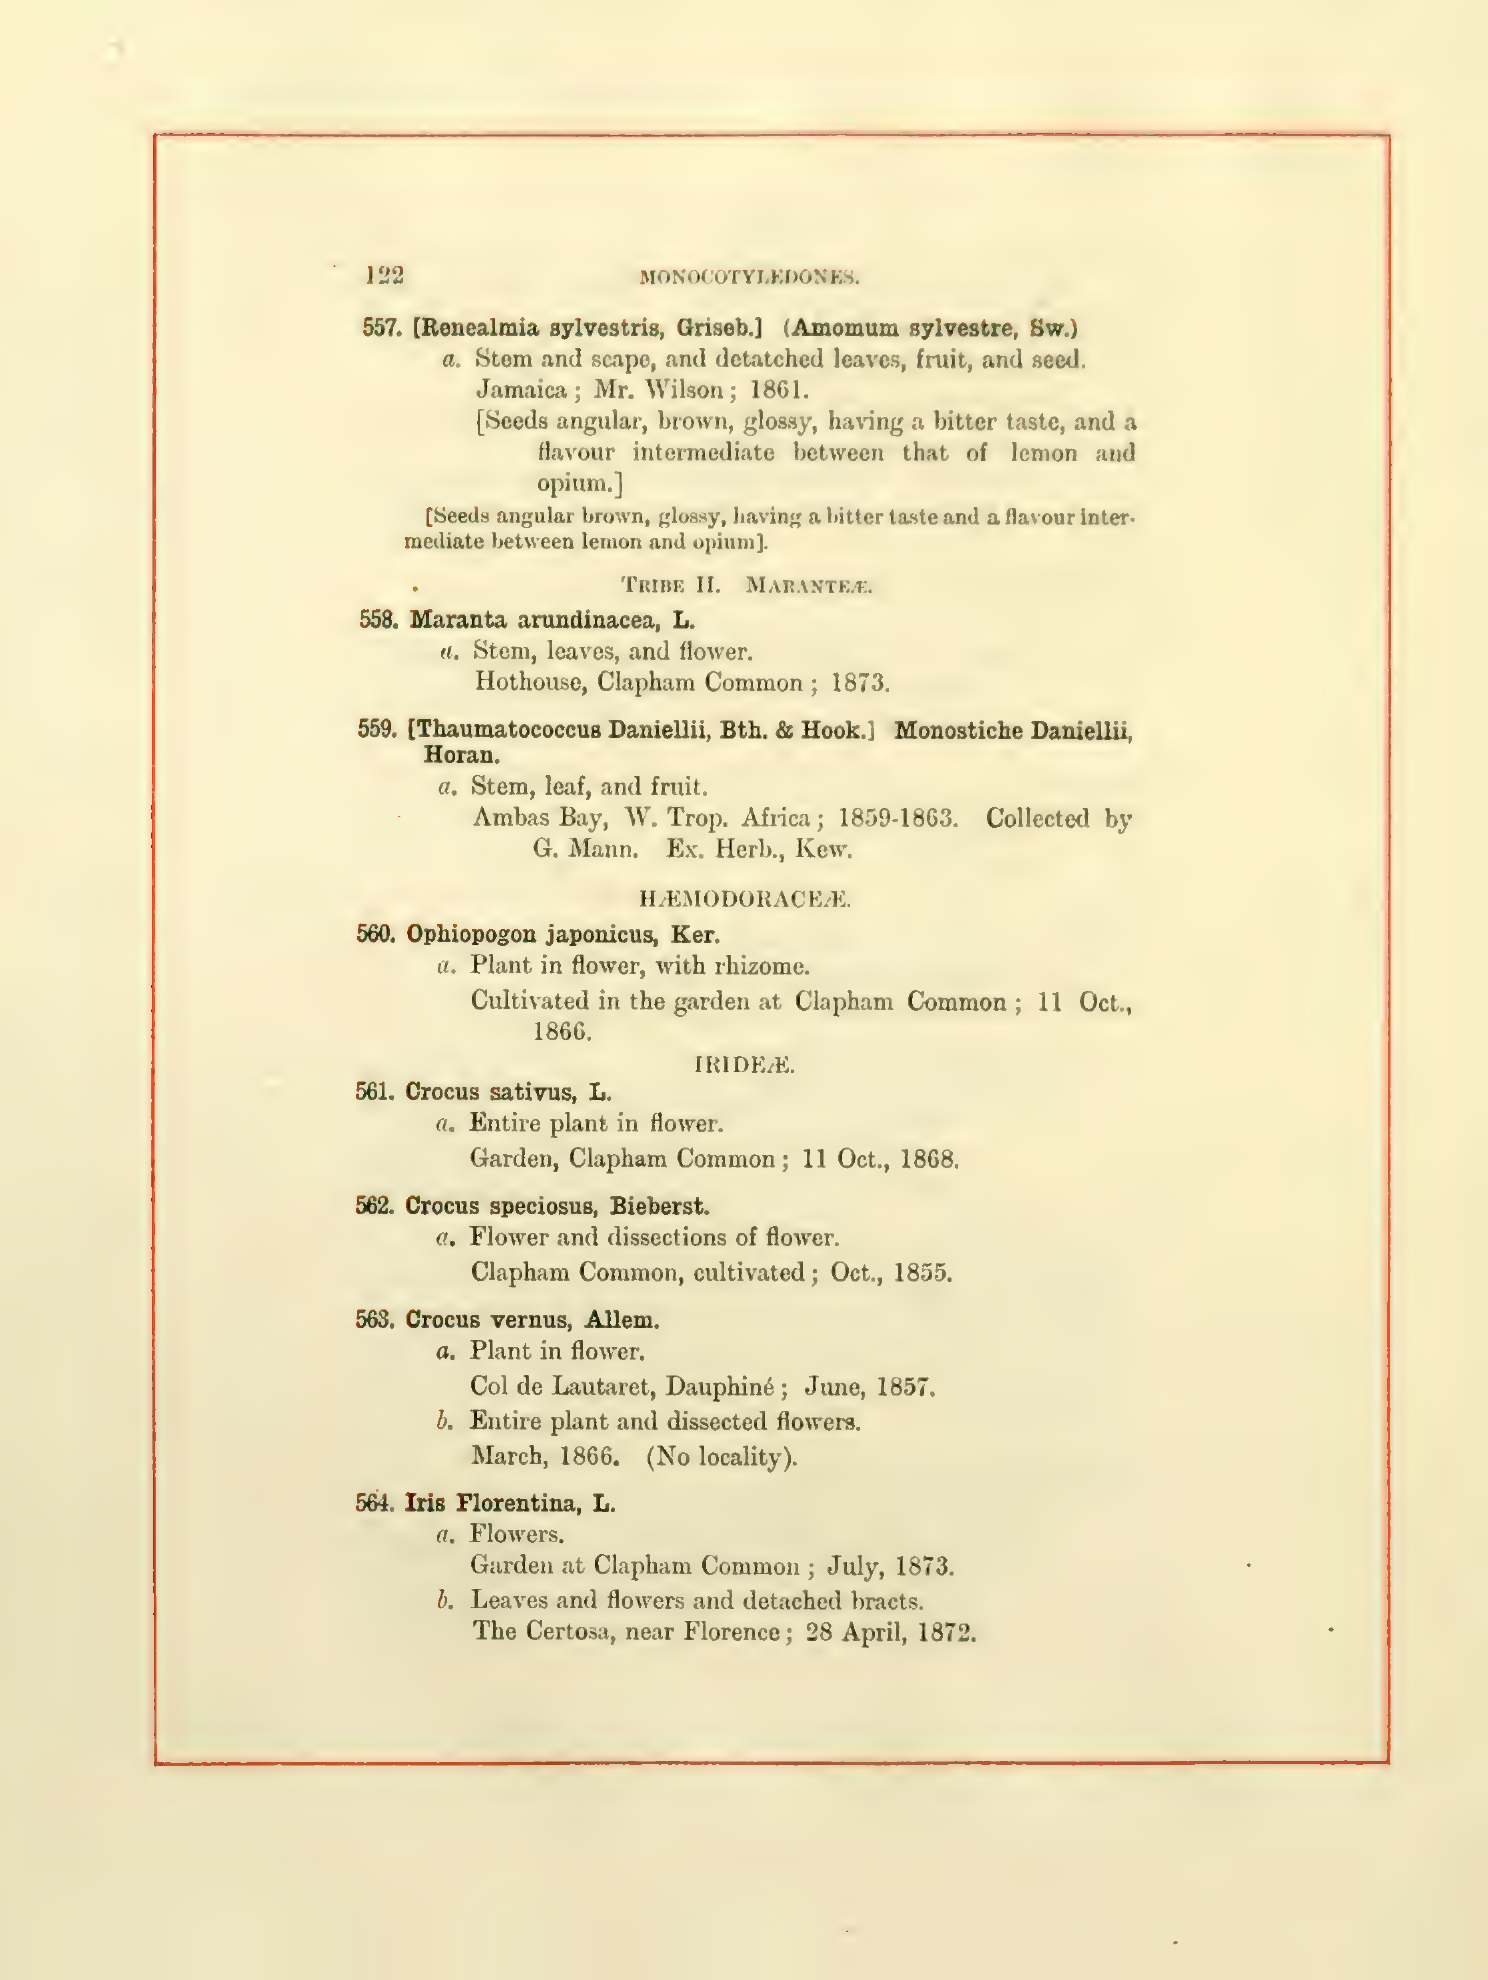 122 MONOCOTYLEDONES.
557. [Renealmia sylvestris, Griseb.] (Amomum sylvestre, Sw.)
a. Stem and scape, and detatched leaves, fruit, and seed.
Jamaica ; Mr. Wilson ; 1861.
[Seeds angular, brown, glossy, having a bitter taste, and a
flavour intermediate between that of lemon and
opium.]
[Seeds angular brown, glossy, having a bitter taste and a flavour inter-
mediate between lemon and opium].
TRIBE II. MARANTEÆ.
558. Maranta arundinacea, L.
a. Stem, leaves, and flower.
Hothouse, Clapham Common ; 1873.
559. [Thaumatococcus Daniellii, Bth. & Hook.] Monostiche Daniellii,
Horan.
a. Stem, leaf, and fruit.
Ambas Bay, W. Trop. Africa ; 1859-1863. Collected by
G. Mann. Ex. Herb., Kew.
HÆMODORACEÆ.
560. Ophiopogon japonicus, Ker.
a. Plant in flower, with rhizome.
Cultivated in the garden at Clapham Common ; 11 Oct.,
1866.
IRIDEÆ.
561. Crocus sativus, L.
a. Entire plant in flower.
Garden, Clapham Common ; 11 Oct., 1868.
562. Crocus speciosus, Bieberst.
a. Flower and dissections of flower.
Clapham Common, cultivated ; Oct., 1855.
563. Crocus vernus, Allem.
a. Plant in flower.
Col de Lautaret, Dauphiné ; June, 1857.
b. Entire plant and dissected flowers.
March, 1866. (No locality).
564. Iris Florentina, L.
a. Flowers.
Garden at Clapham Common ; July, 1873.
b. Leaves and flowers and detached bracts.
The Certosa, near Florence ; 28 April, 1872.